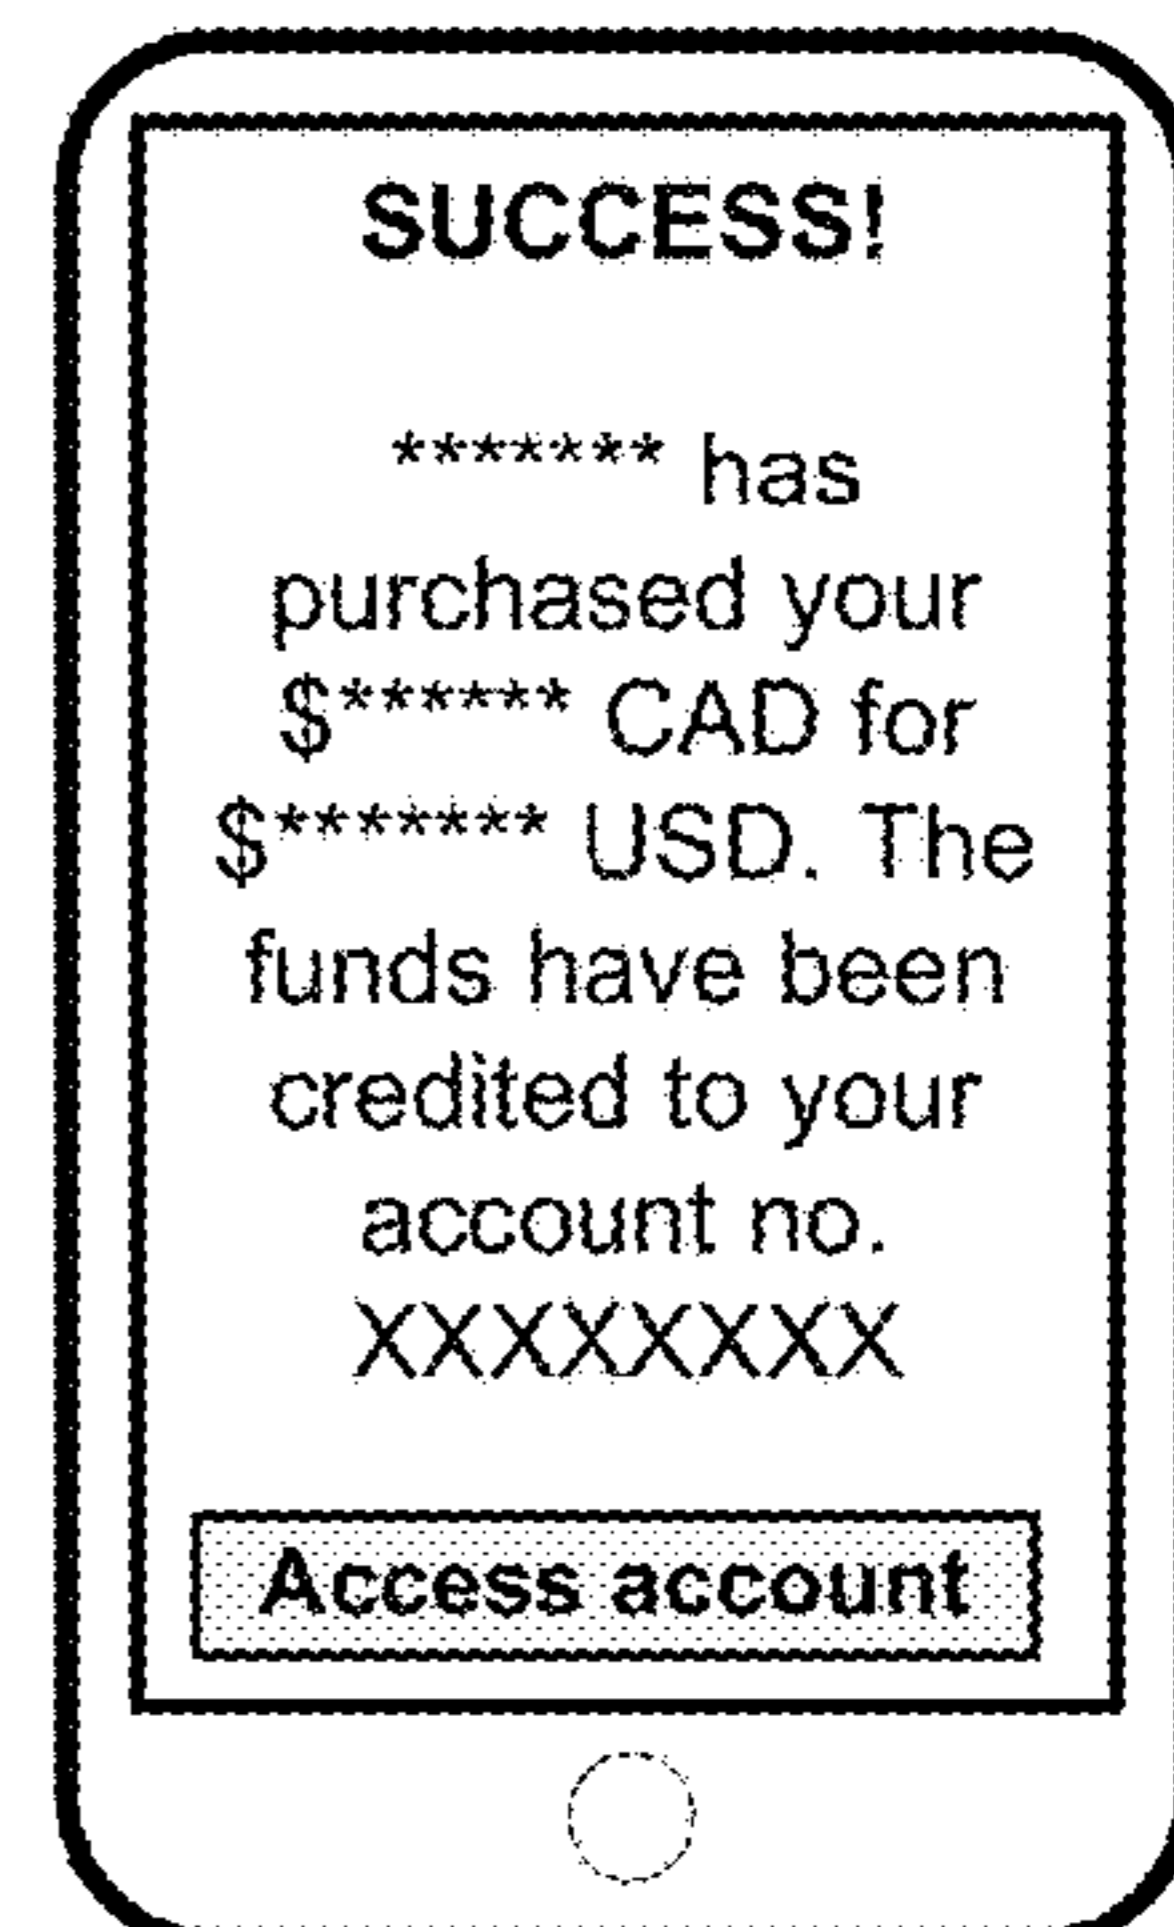 SUCCESS!
******* has
purchased your
$****** CAD for
$******* USD. The
funds have been
credited to your
account no.
XXXXXXXX
Access account